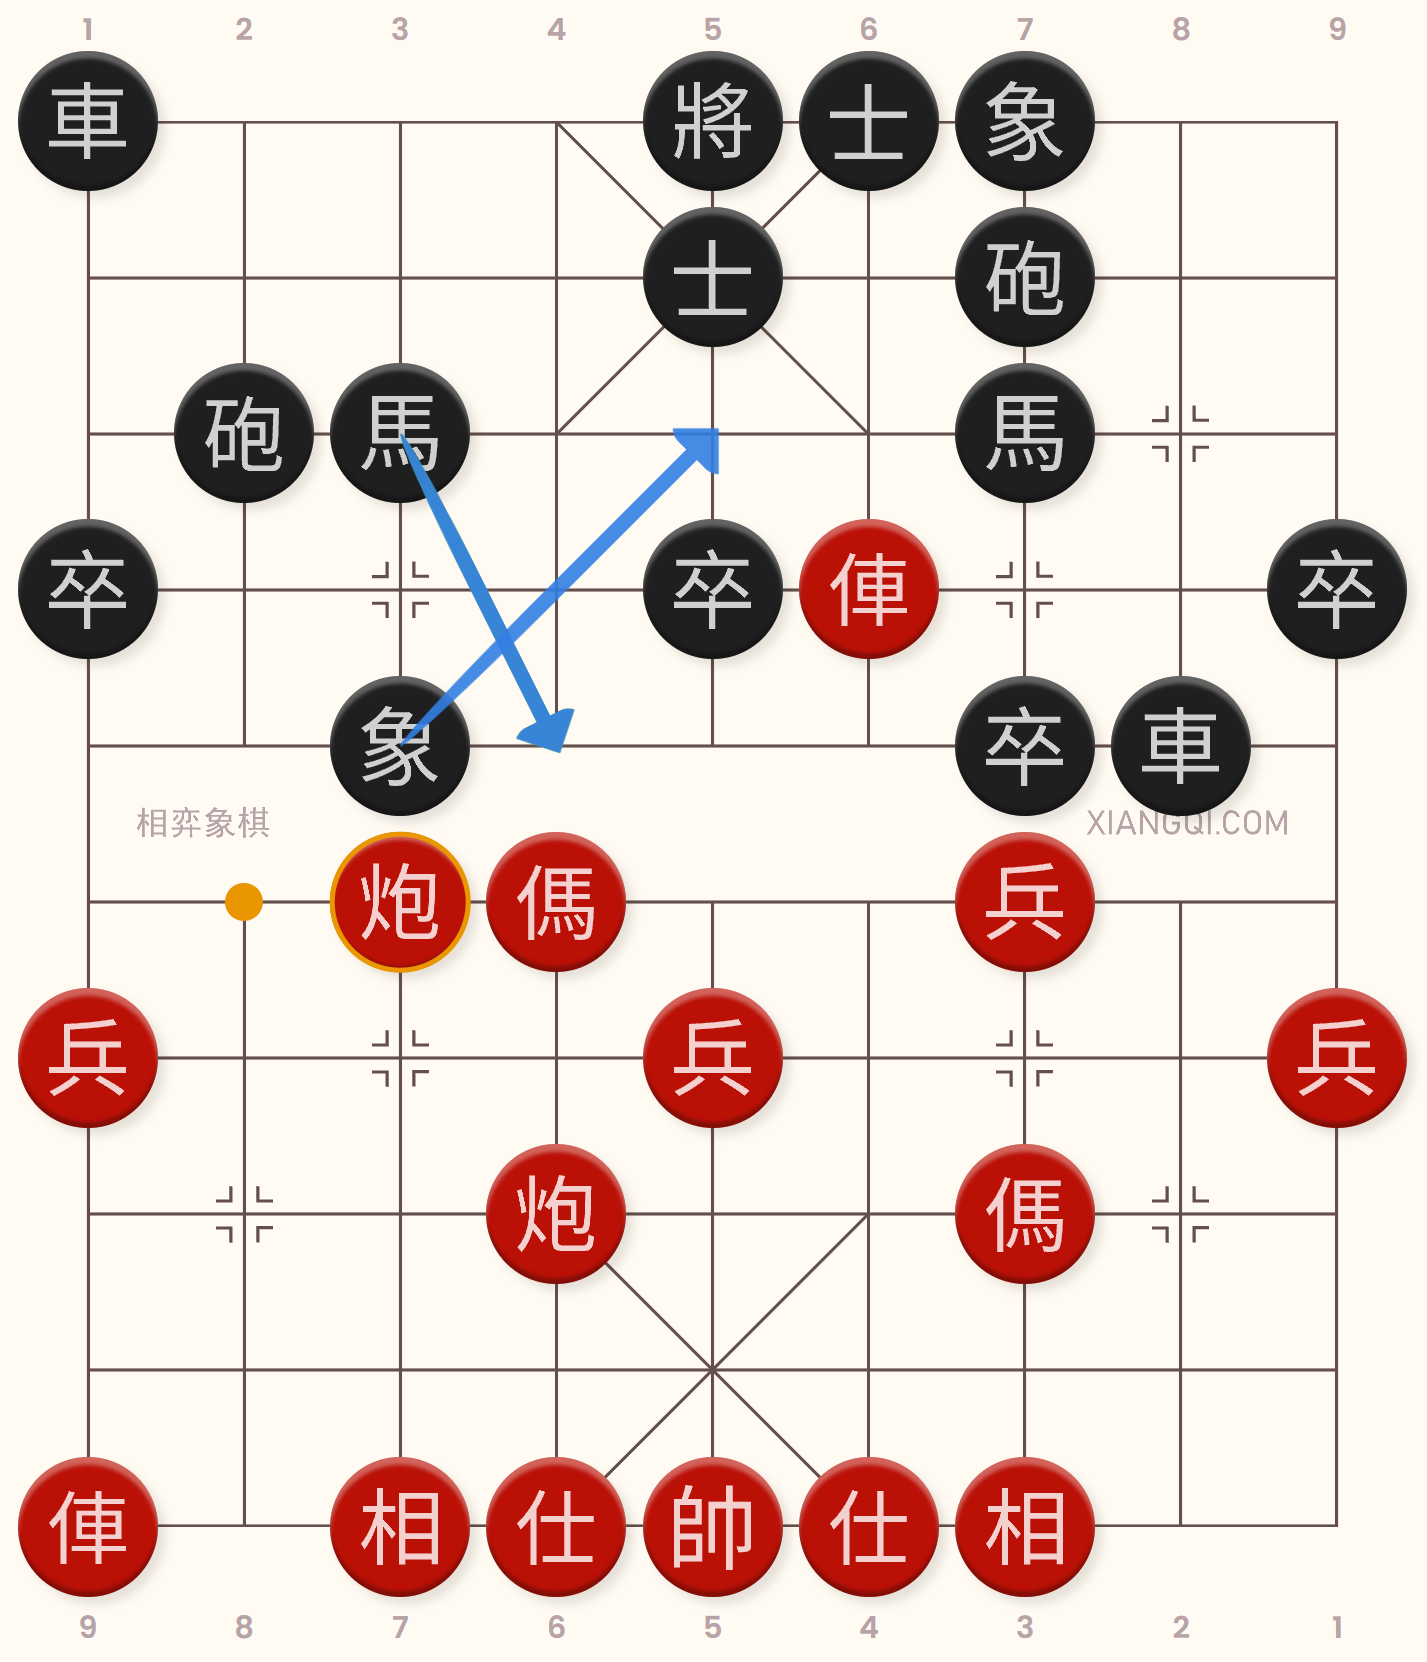 1 2 3 4 5 6 7 8 9
車 將 士 象
士 砲
砲 馬 馬
卒 卒 俥 卒
象 卒 車
相弈象棋 XIANGQI.COM
炮 傌 兵
兵 兵 兵
炮 傌
俥 相 仕 帥 仕 相
9 8 7 6 5 4 3 2 1